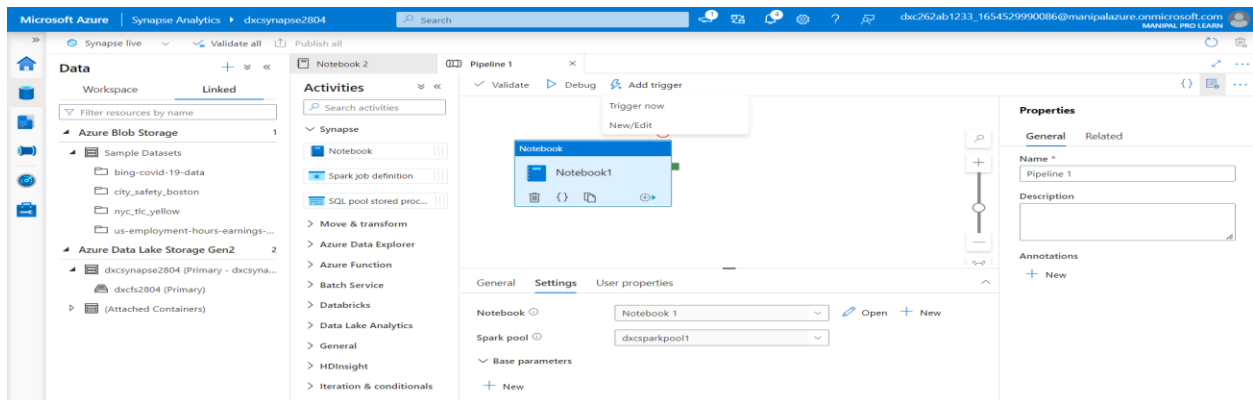 Microsoft Azure Synapse Analytics dxcsynapse2804 Search 1 4 ? dxc262ab1233_1654529990086@manipalazure.onmicrosoft.com
MANIPAL PRO LEARN
Synapse live Validate all Publish all
Data
Workspace Linked
Filter resources by name
Azure Blob Storage 1
Sample Datasets
bing-covid-19-data
city_safety_boston
nyc_tlc_yellow
us-employment-hours-earnings-...
Azure Data Lake Storage Gen2 2
dxcsynapse2804 (Primary - dxcsyna...
dxcfs2804 (Primary)
(Attached Containers)
Notebook 2 Pipeline 1
Activities
Search activities
Synapse
Notebook
Spark job definition
SQL pool stored proc...
Move & transform
Azure Data Explorer
Azure Function
Batch Service
Databricks
Data Lake Analytics
General
HDInsight
Iteration & conditionals
Validate Debug Add trigger
Trigger now
New/Edit
Notebook
Notebook1
General Settings User properties
Notebook Notebook 1 Open New
Spark pool dxcsparkpool1
Base parameters
New
Properties
General Related
Name *
Pipeline 1
Description
Annotations
New